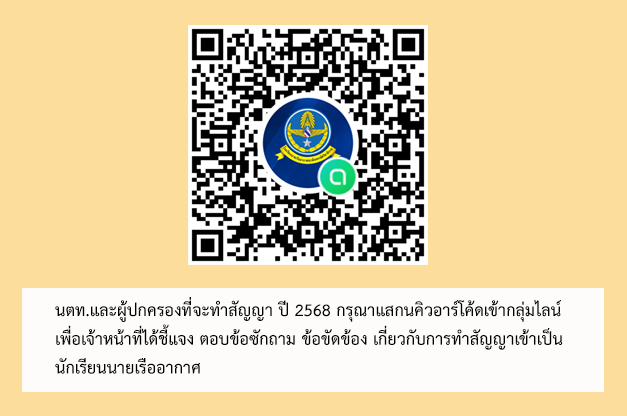 นตท.และผู้ปกครองที่จะทำสัญญา ปี 2568 กรุณาแสกนคิวอาร์โค้ดเข้ากลุ่มไลน์
เพื่อเจ้าหน้าที่ได้ชี้แจง ตอบข้อซักถาม ข้อขัดข้อง เกี่ยวกับการทำสัญญาเข้าเป็น
นักเรียนนายเรืออากาศ